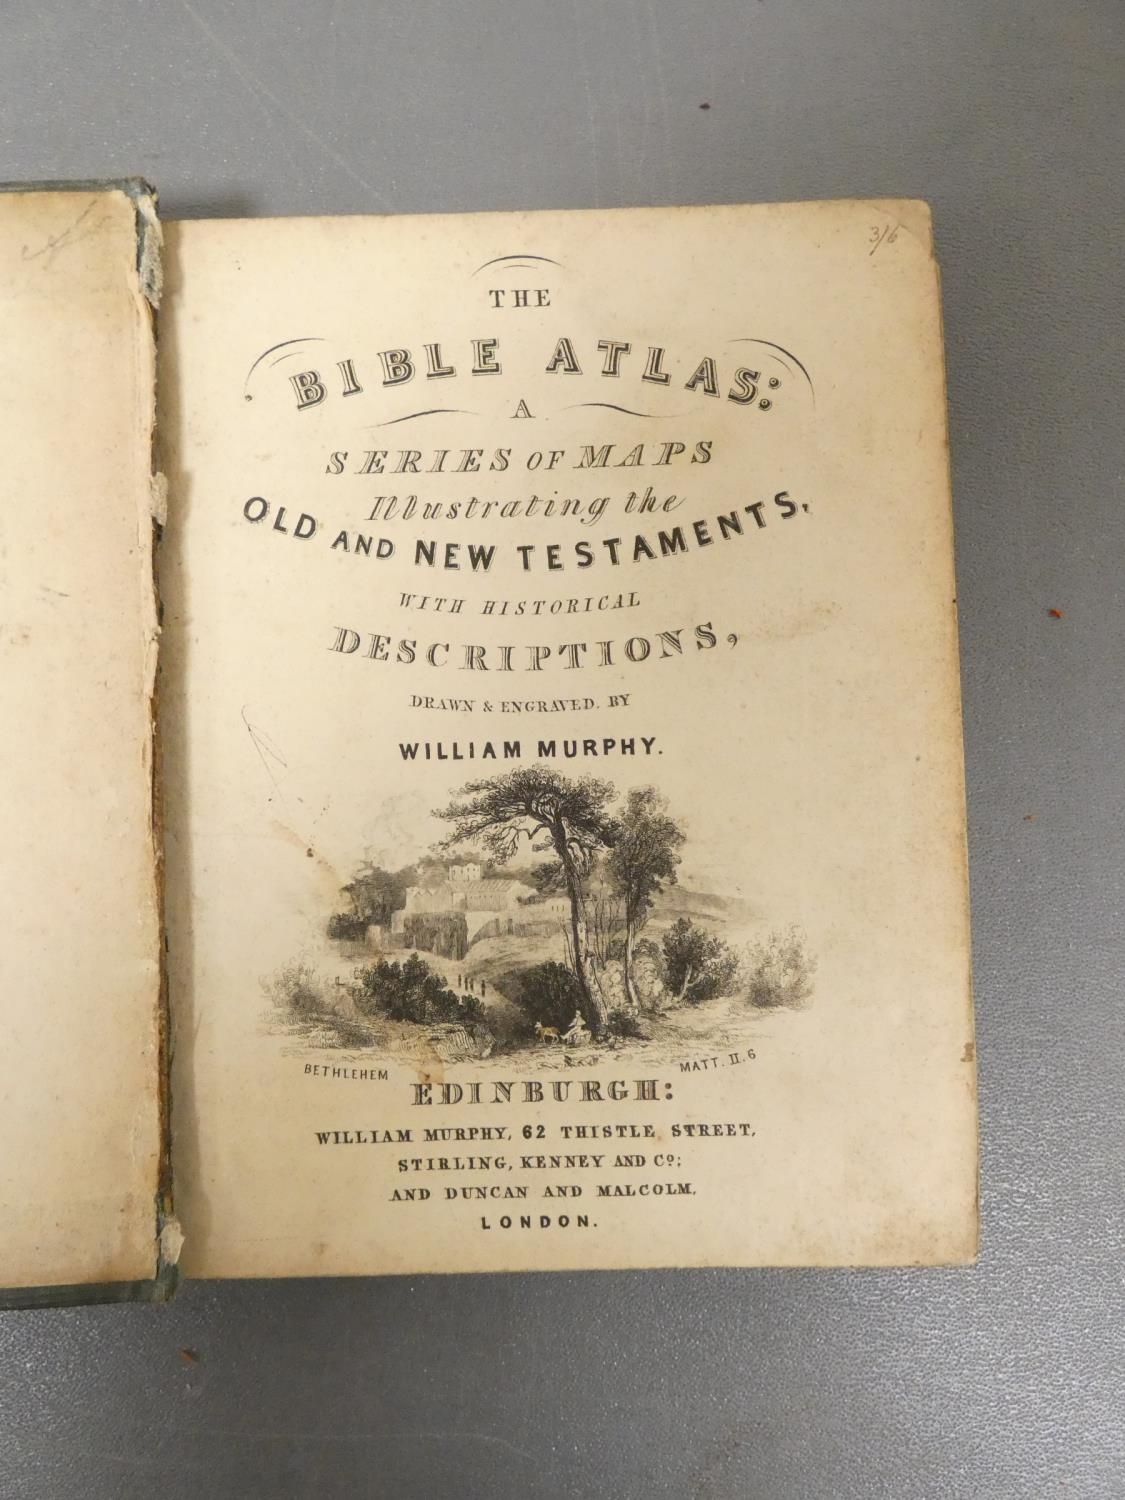 3/6
THE
BIBLE ATLAS:
A
SERIES OF MAPS
Illustrating the
OLD AND NEW TESTAMENTS,
WITH HISTORICAL
DESCRIPTIONS,
DRAWN & ENGRAVED. BY
WILLIAM MURPHY.
BETHLEHEM MATT. II. 6
EDINBURGH:
WILLIAM MURPHY, 62 THISTLE STREET,
STIRLING, KENNEY AND Co;
AND DUNCAN AND MALCOLM,
LONDON.